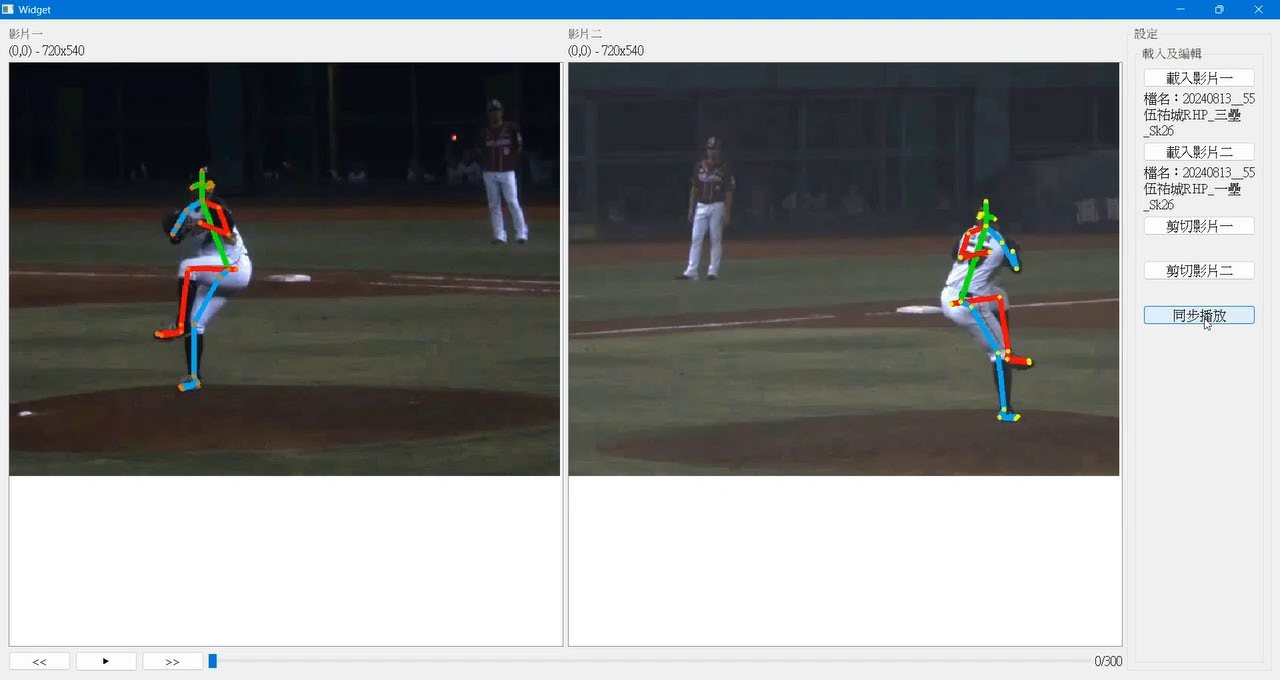 Widget
影片一
(0,0) - 720x540
影片二
(0,0) - 720x540
設定
載入及編輯
載入影片一
檔名：20240813__55
伍祐城RHP_三壘
_Sk26
載入影片二
檔名：20240813__55
伍祐城RHP_一壘
_Sk26
剪切影片一
剪切影片二
同步播放
<<
>>
0/300